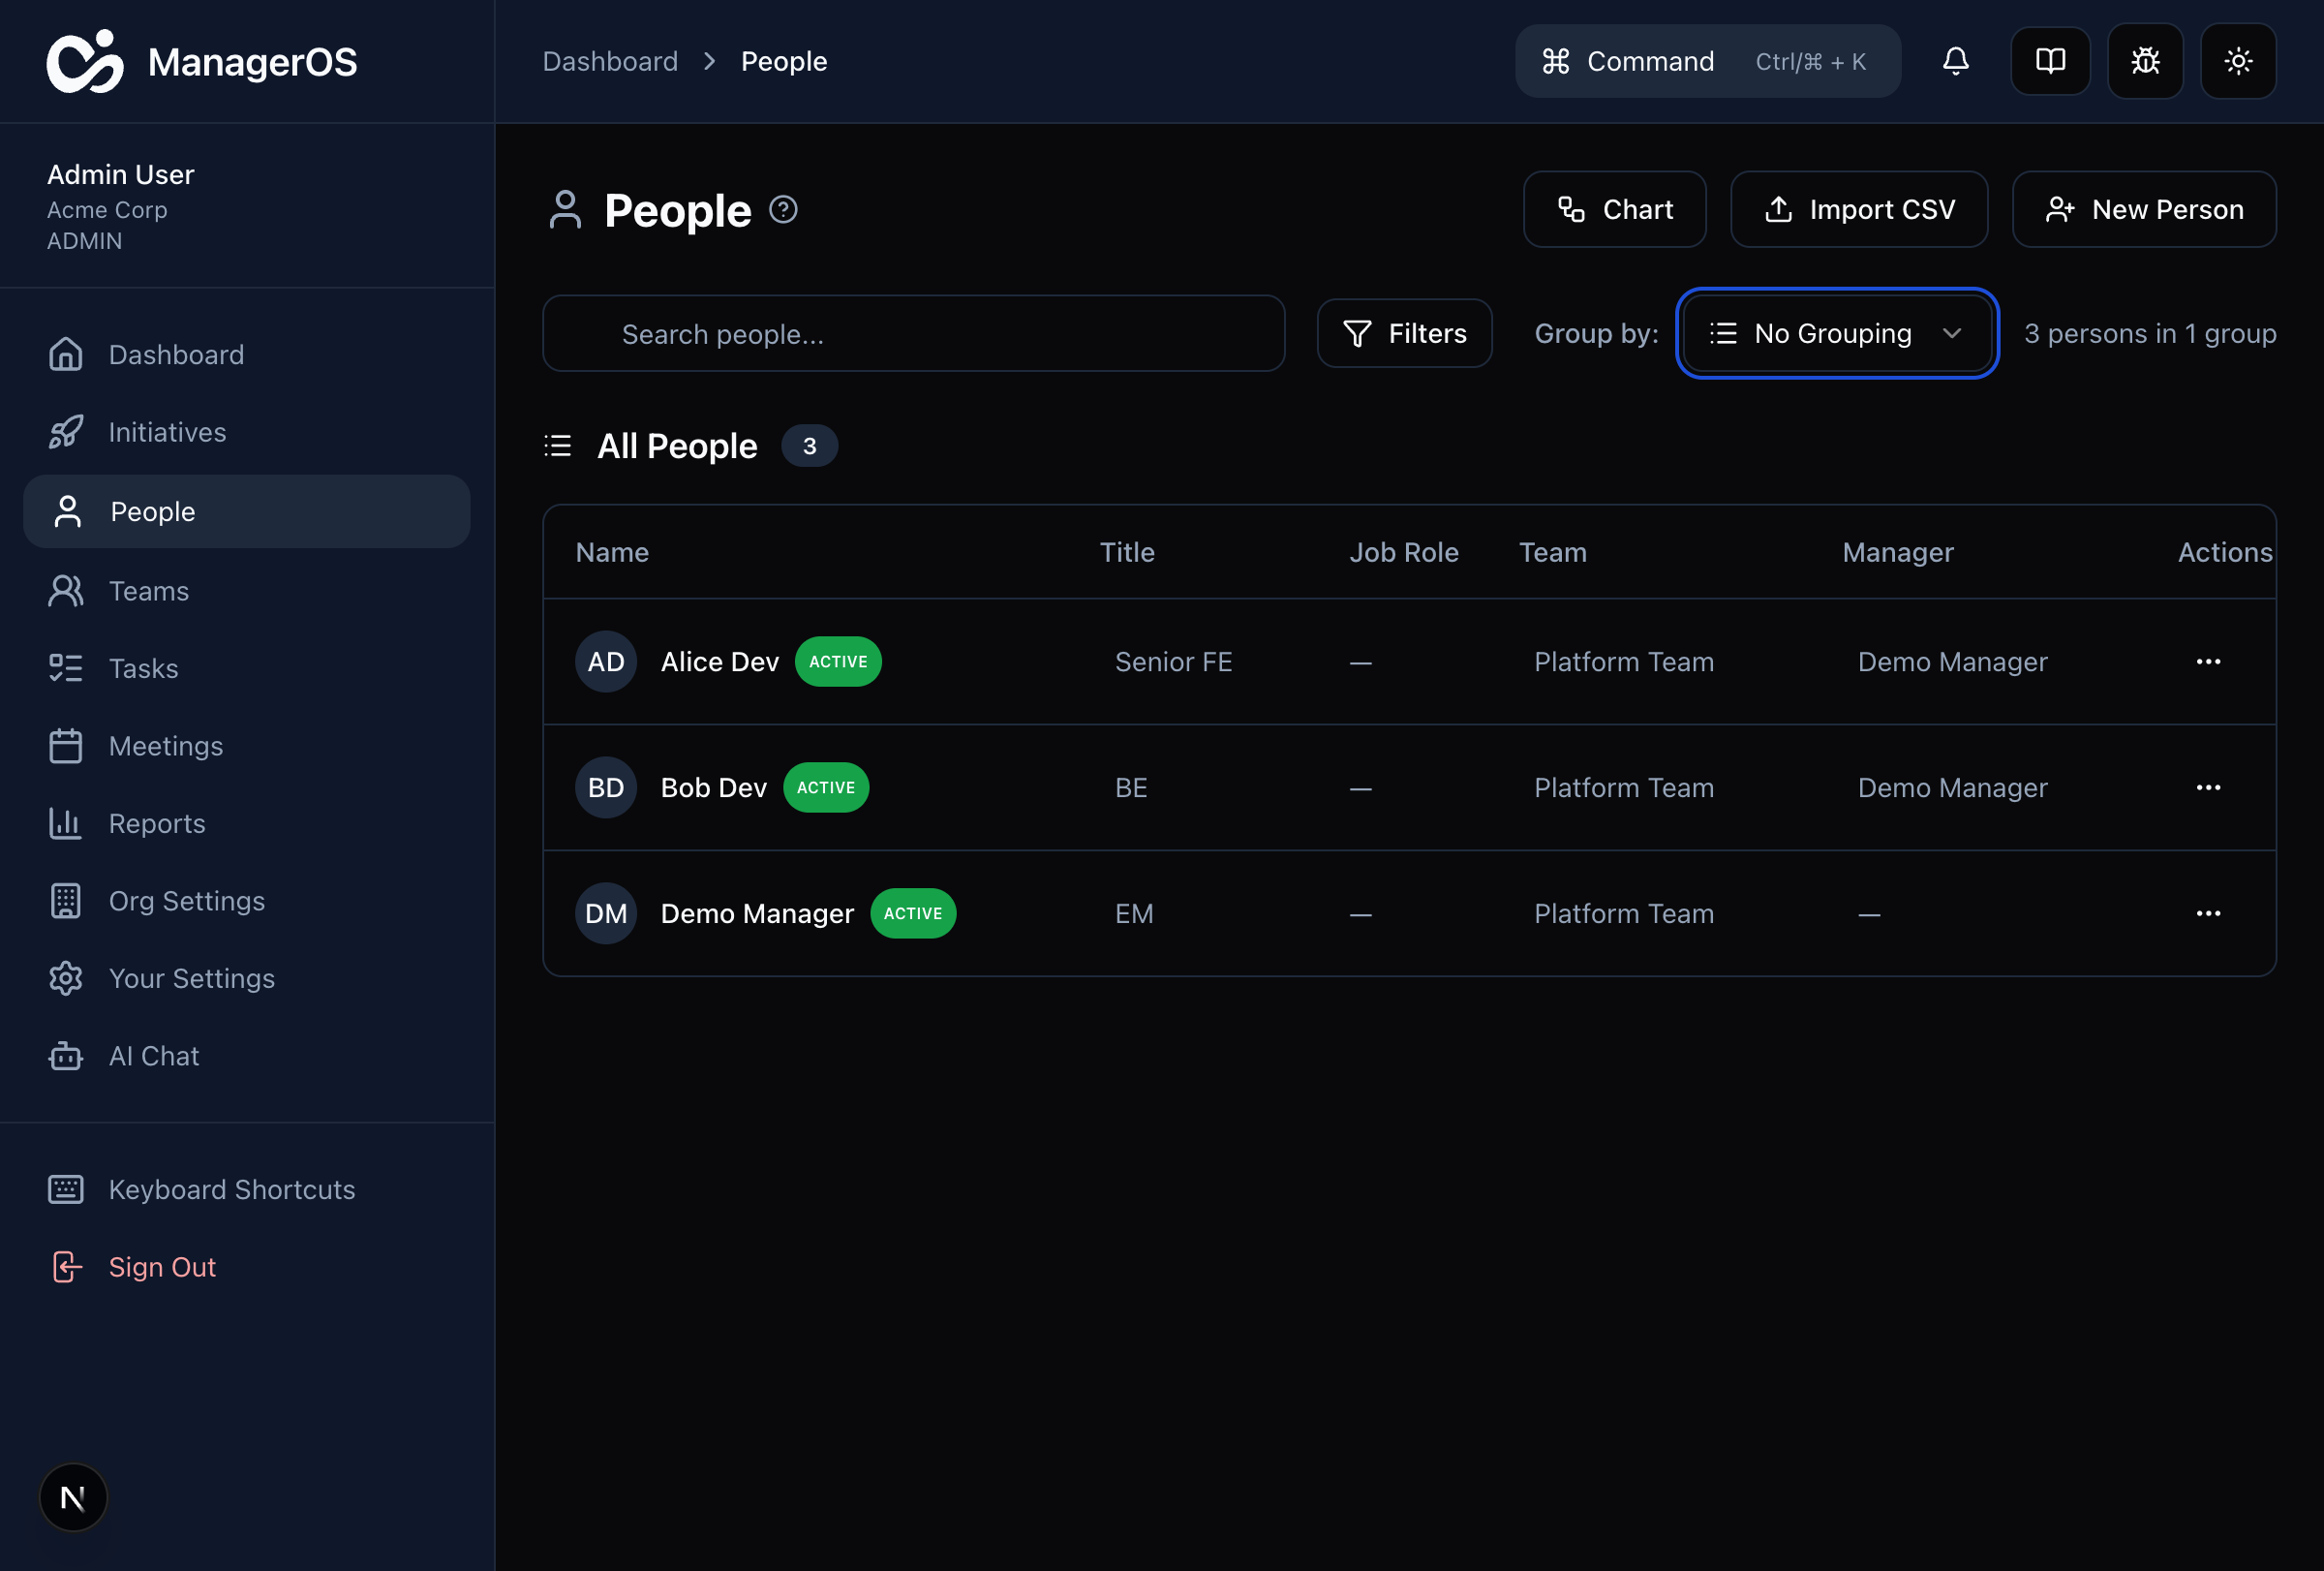 ManagerOS
Dashboard > People
Command Ctrl/⌘ + K
Admin User
Acme Corp
ADMIN
Dashboard
Initiatives
People
Teams
Tasks
Meetings
Reports
Org Settings
Your Settings
AI Chat
Keyboard Shortcuts
Sign Out
N
People
Chart
Import CSV
New Person
Search people...
Filters
Group by:
No Grouping
3 persons in 1 group
All People 3
Name Title Job Role Team Manager Actions
AD Alice Dev ACTIVE Senior FE — Platform Team Demo Manager
BD Bob Dev ACTIVE BE — Platform Team Demo Manager
DM Demo Manager ACTIVE EM — Platform Team —